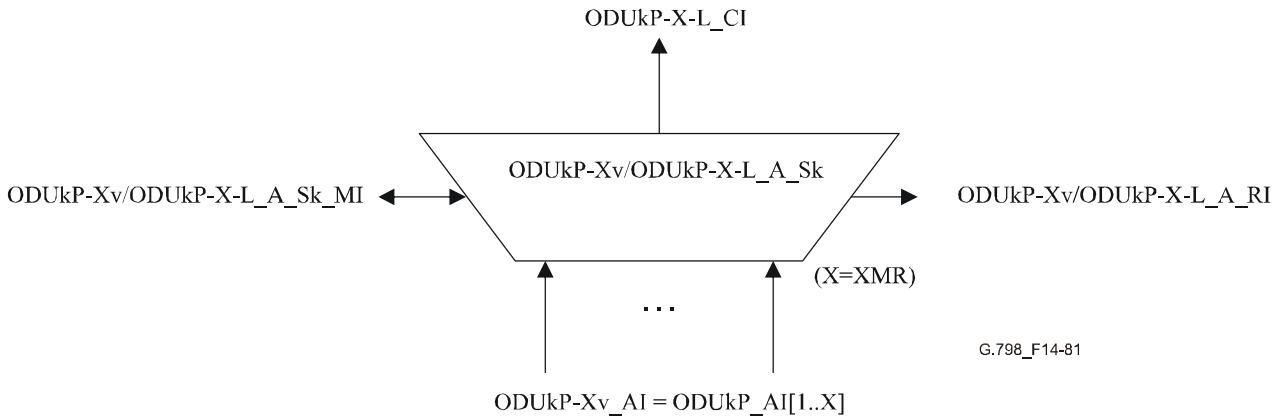 ODUkP-X-L_CI
ODUkP-Xv/ODUkP-X-L_A_Sk
ODUkP-Xv/ODUkP-X-L_A_Sk_MI
ODUkP-Xv/ODUkP-X-L_A_RI
(X=XMR)
...
G.798_F14-81
ODUkP-Xv_AI = ODUkP_AI[1..X]